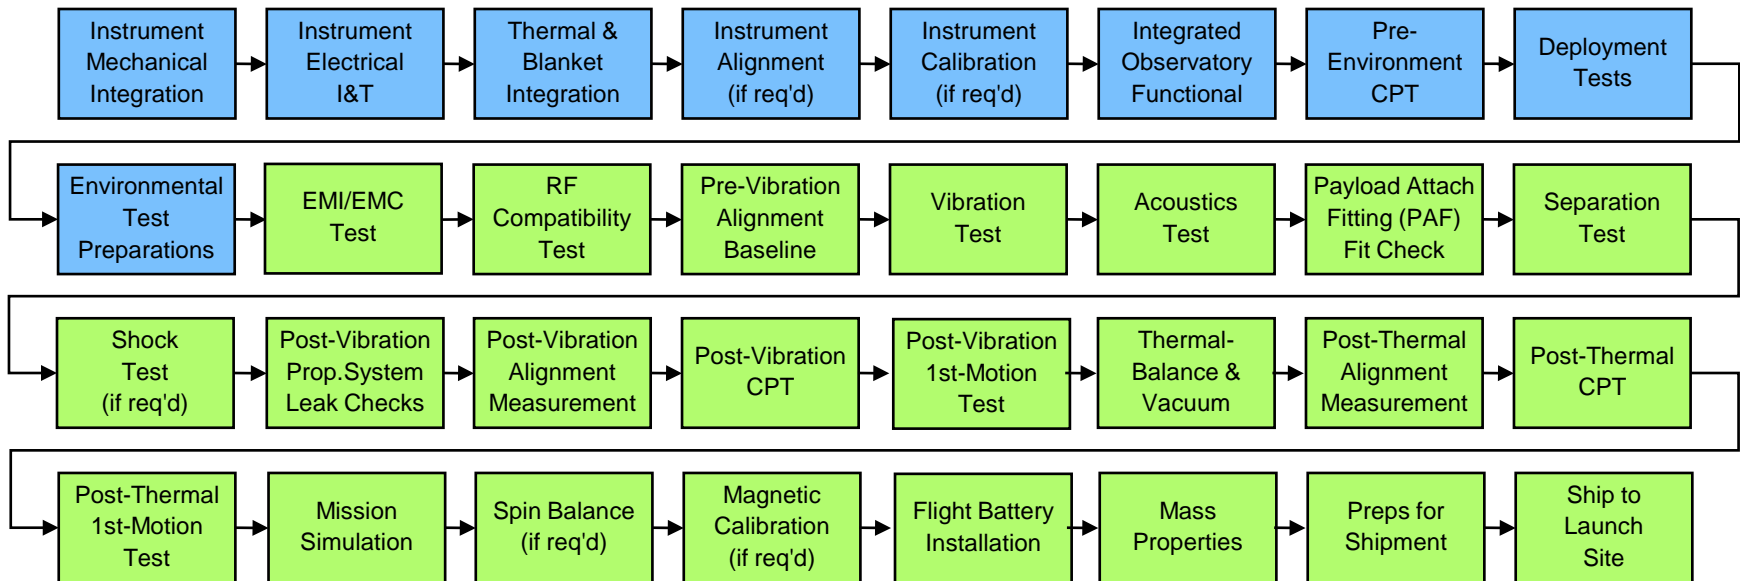 Instrument
Mechanical
Integration
Instrument
Electrical
I&T
Thermal &
Blanket
Integration
Instrument
Alignment
(if req'd)
Instrument
Calibration
(if req'd)
Integrated
Observatory
Functional
Pre-
Environment
CPT
Deployment
Tests
Environmental
Test
Preparations
EMI/EMC
Test
RF
Compatibility
Test
Pre-Vibration
Alignment
Baseline
Vibration
Test
Acoustics
Test
Payload Attach
Fitting (PAF)
Fit Check
Separation
Test
Shock
Test
(if req'd)
Post-Vibration
Prop.System
Leak Checks
Post-Vibration
Alignment
Measurement
Post-Vibration
CPT
Post-Vibration
1st-Motion
Test
Thermal-
Balance &
Vacuum
Post-Thermal
Alignment
Measurement
Post-Thermal
CPT
Post-Thermal
1st-Motion
Test
Mission
Simulation
Spin Balance
(if req'd)
Magnetic
Calibration
(if req'd)
Flight Battery
Installation
Mass
Properties
Preps for
Shipment
Ship to
Launch
Site